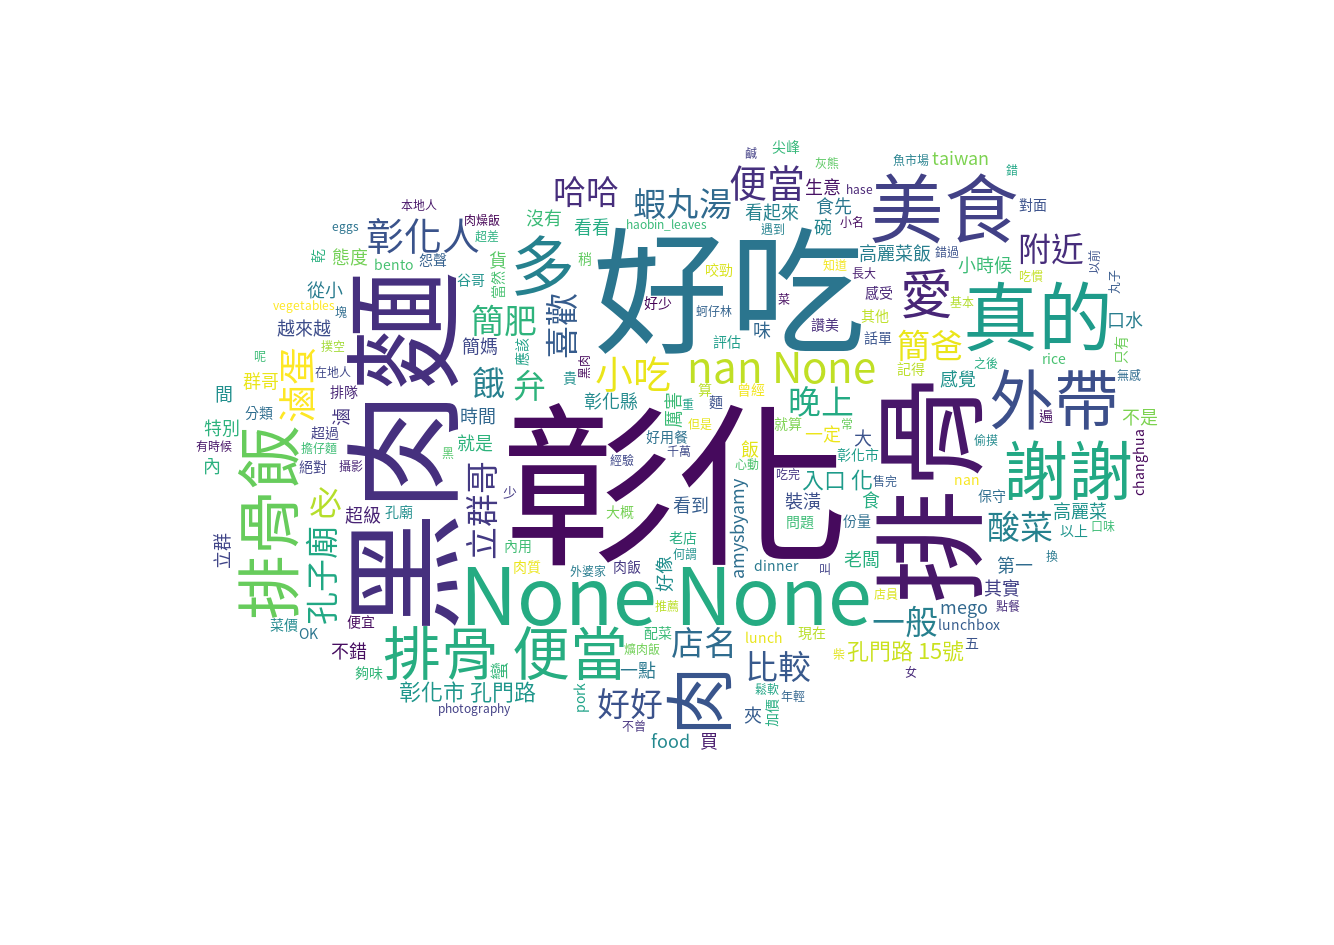 鹹
尖峰
灰熊
魚市場
taiwan
錯
哈哈
蝦丸湯
便當
生意
hase
美食
對面
本地人
肉燥飯
eggs
彰化人
超差
沒有
看看
haobin_leaves
看起來
食先
遇到
碗
小名
高麗菜飯
錯過
附近
以前
乾
態度
bento
怨聲
谷哥
貨
當然
多
稍
好吃
咬勁
知道
長大
感受
愛
小時候
吃慣
丸子
從小
vegetables
塊
越來越
麵
簡肥
喜歡
好少
蚵仔林
菜
讚美
味
評估
其他
話單
基本
真的
口水
只有
呢
撲空
簡媽
應該
黑肉
簡爸
rice
群哥
滷蛋
在地人
排隊
餓
弁
貴
小吃
nan None
算
曾經
記得
感覺
之後
無感
間
分類
滷
時間
彰化縣
厲害
重
麵
晚上
外帶
遍
不是
特別
超過
有時候
擔仔麵
就是
好用餐
但是
就算
一定
常
大
偷摸
changhua
內
絕對
攝影
肉
黑
千萬
飯
心動
彰化市
經驗
彰化
吃完
入口 化
售完
排骨
nan
謝謝
排骨飯
必
超級
孔廟
立群哥
少
大概
看到
amysbyamy
裝潢
食
保守
高麗菜
口味
以上
立群
孔子廟
黑
內用
老店
何謂
問題
份量
酸菜
肉質
外婆家
肉飯
好像
dinner
叫
老闆
第一
換
None None
推薦
店員
其實
菜價
OK
便宜
一般
mego
點餐
lunchbox
不錯
排骨 便當
配菜
店名
lunch
現在
柴
孔門路 15號
五
爌肉飯
夠味
一點
比較
女
彰化市 孔門路
photography
pork
好好
肉
鬆軟
年輕
加價
夾
不曾
food
買